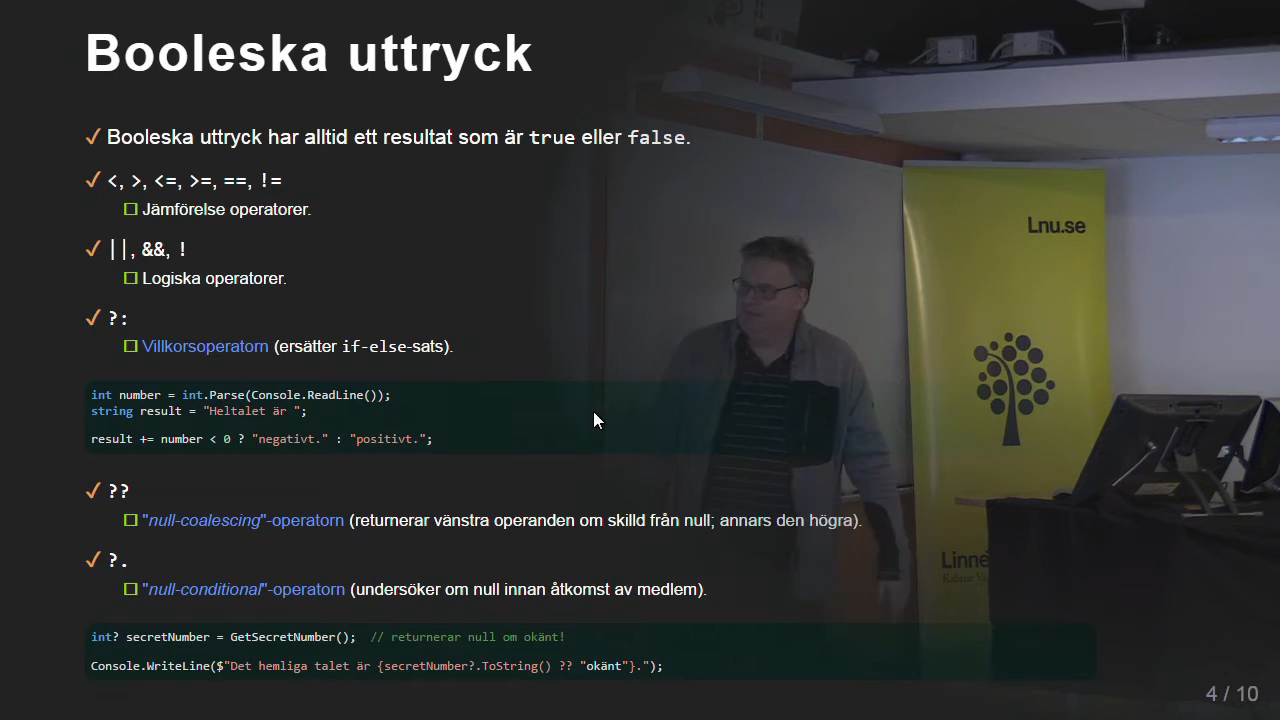 Booleska uttryck
✓ Booleska uttryck har alltid ett resultat som är true eller false.
✓ <, >, <=, >=, ==, !=
Jämförelse operatorer.
✓ ||, &&, !
Logiska operatorer.
✓ ?:
Villkorsoperatorn (ersätter if-else-sats).
int number = int.Parse(Console.ReadLine());
string result = "Heltalet är ";
result += number < 0 ? "negativt." : "positivt.";
✓ ??
"null-coalescing"-operatorn (returnerar vänstra operanden om skilld från null; annars den högra).
✓ ?.
"null-conditional"-operatorn (undersöker om null innan åtkomst av medlem).
int? secretNumber = GetSecretNumber();  // returnerar null om okänt!
Console.WriteLine($"Det hemliga talet är {secretNumber?.ToString() ?? "okänt"}.");
4 / 10
Lnu.se